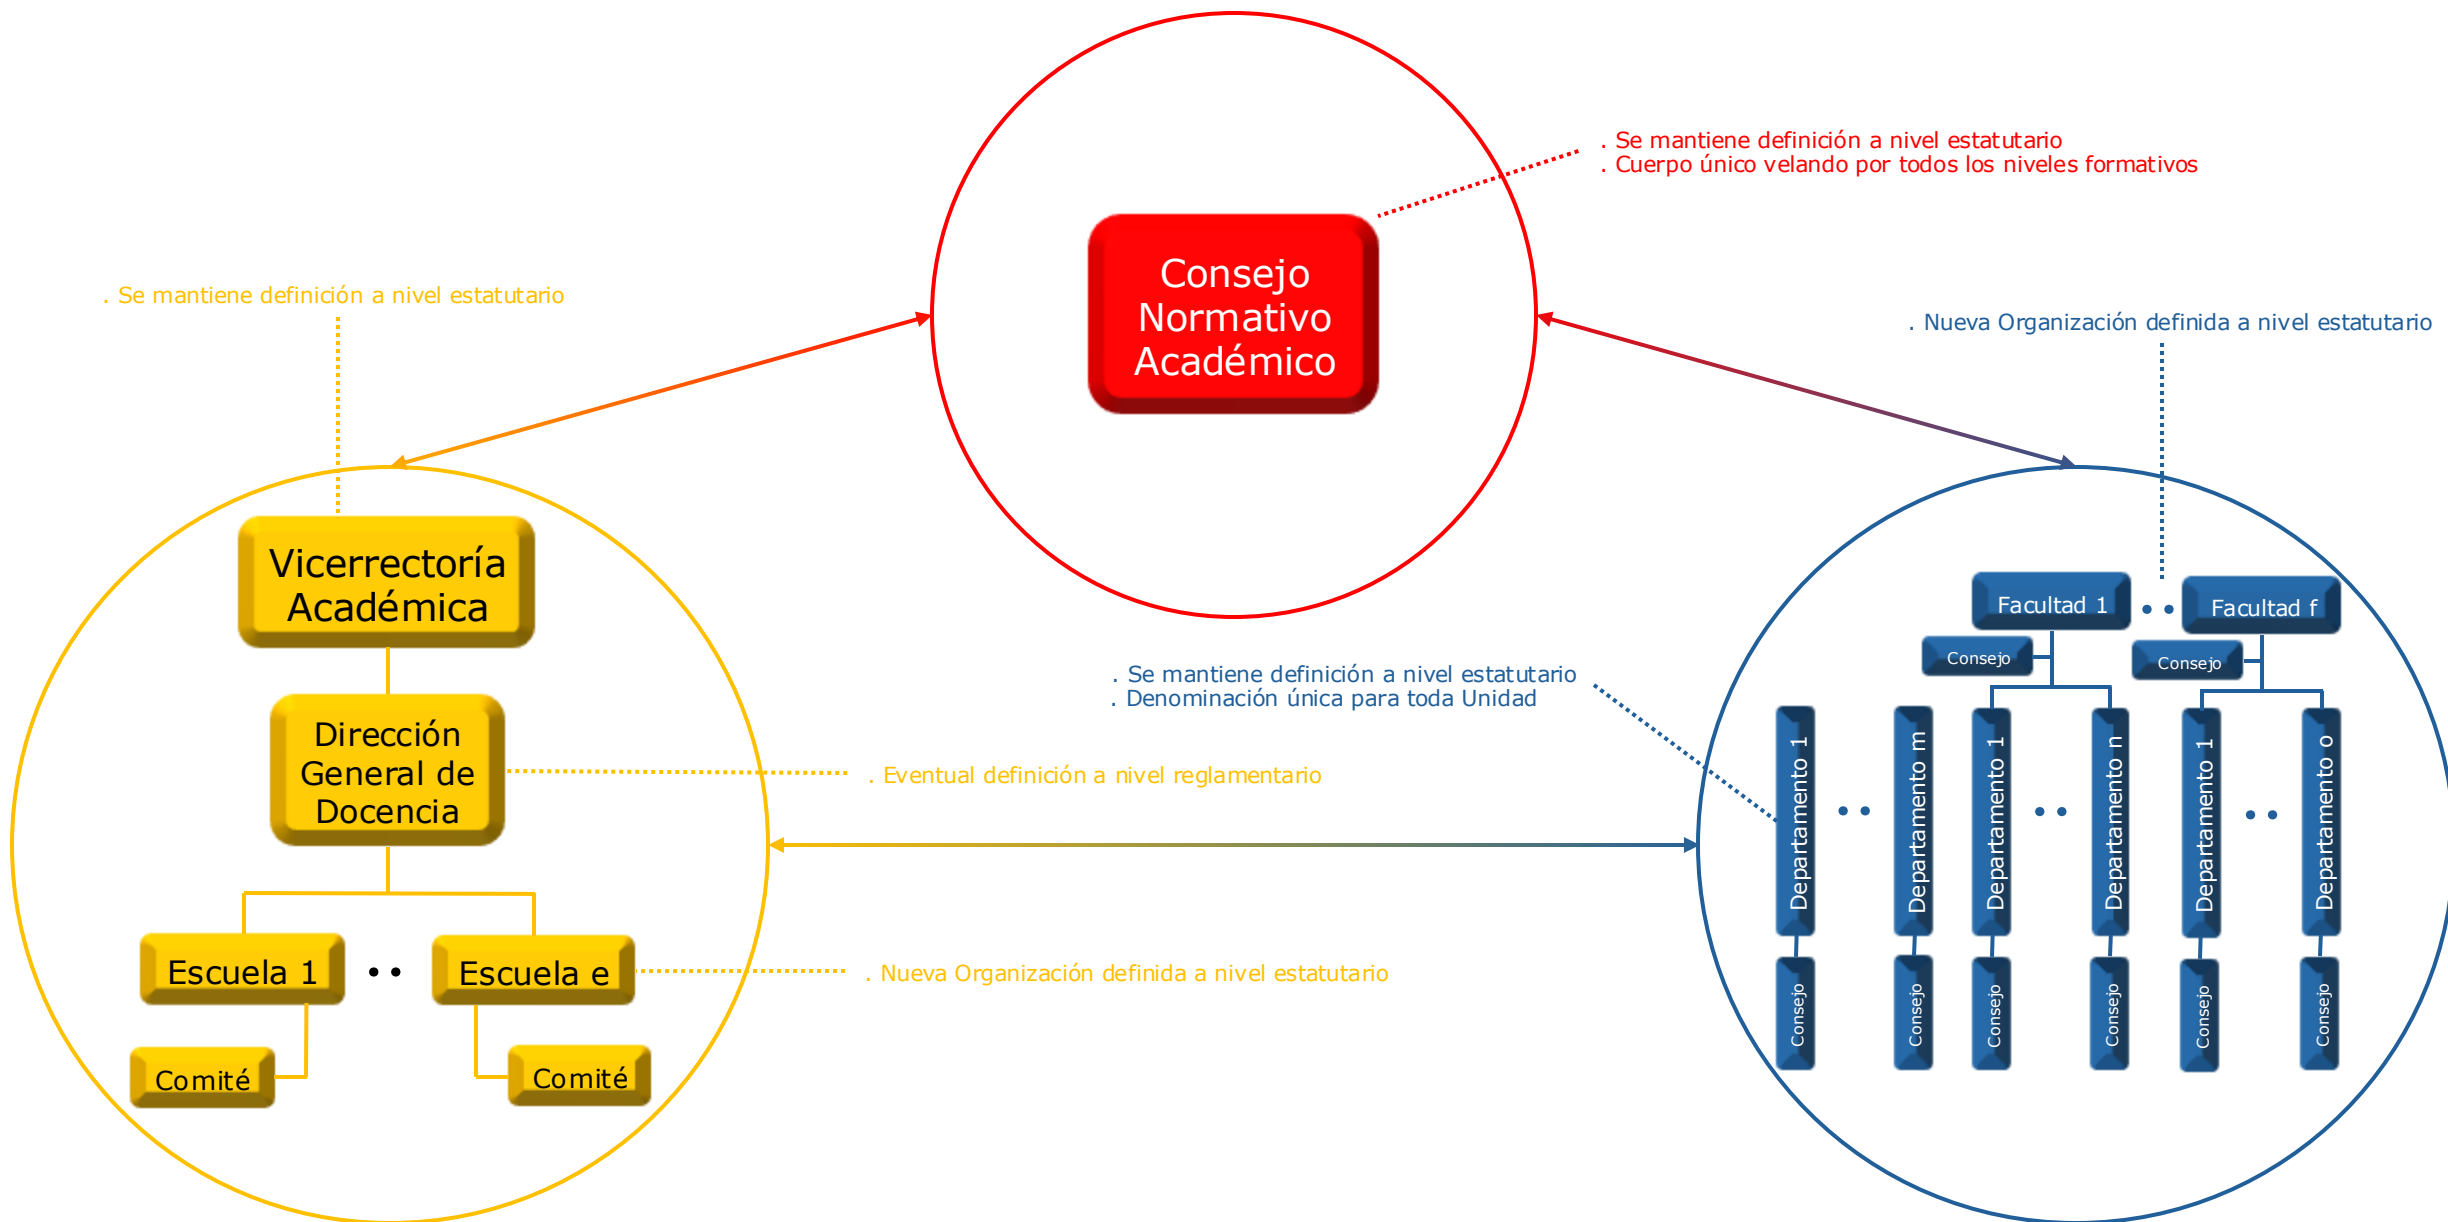 . Se mantiene definición a nivel estatutario
. Cuerpo único velando por todos los niveles formativos
Consejo
Normativo
Académico
. Se mantiene definición a nivel estatutario
. Nueva Organización definida a nivel estatutario
Vicerrectoría
Académica
Dirección
General de
Docencia
. Eventual definición a nivel reglamentario
Escuela 1
Escuela e
. Nueva Organización definida a nivel estatutario
Comité
Comité
. Se mantiene definición a nivel estatutario
. Denominación única para toda Unidad
Facultad 1
Facultad f
Consejo
Consejo
Departamento 1
Departamento m
Departamento 1
Departamento n
Departamento 1
Departamento o
Consejo
Consejo
Consejo
Consejo
Consejo
Consejo